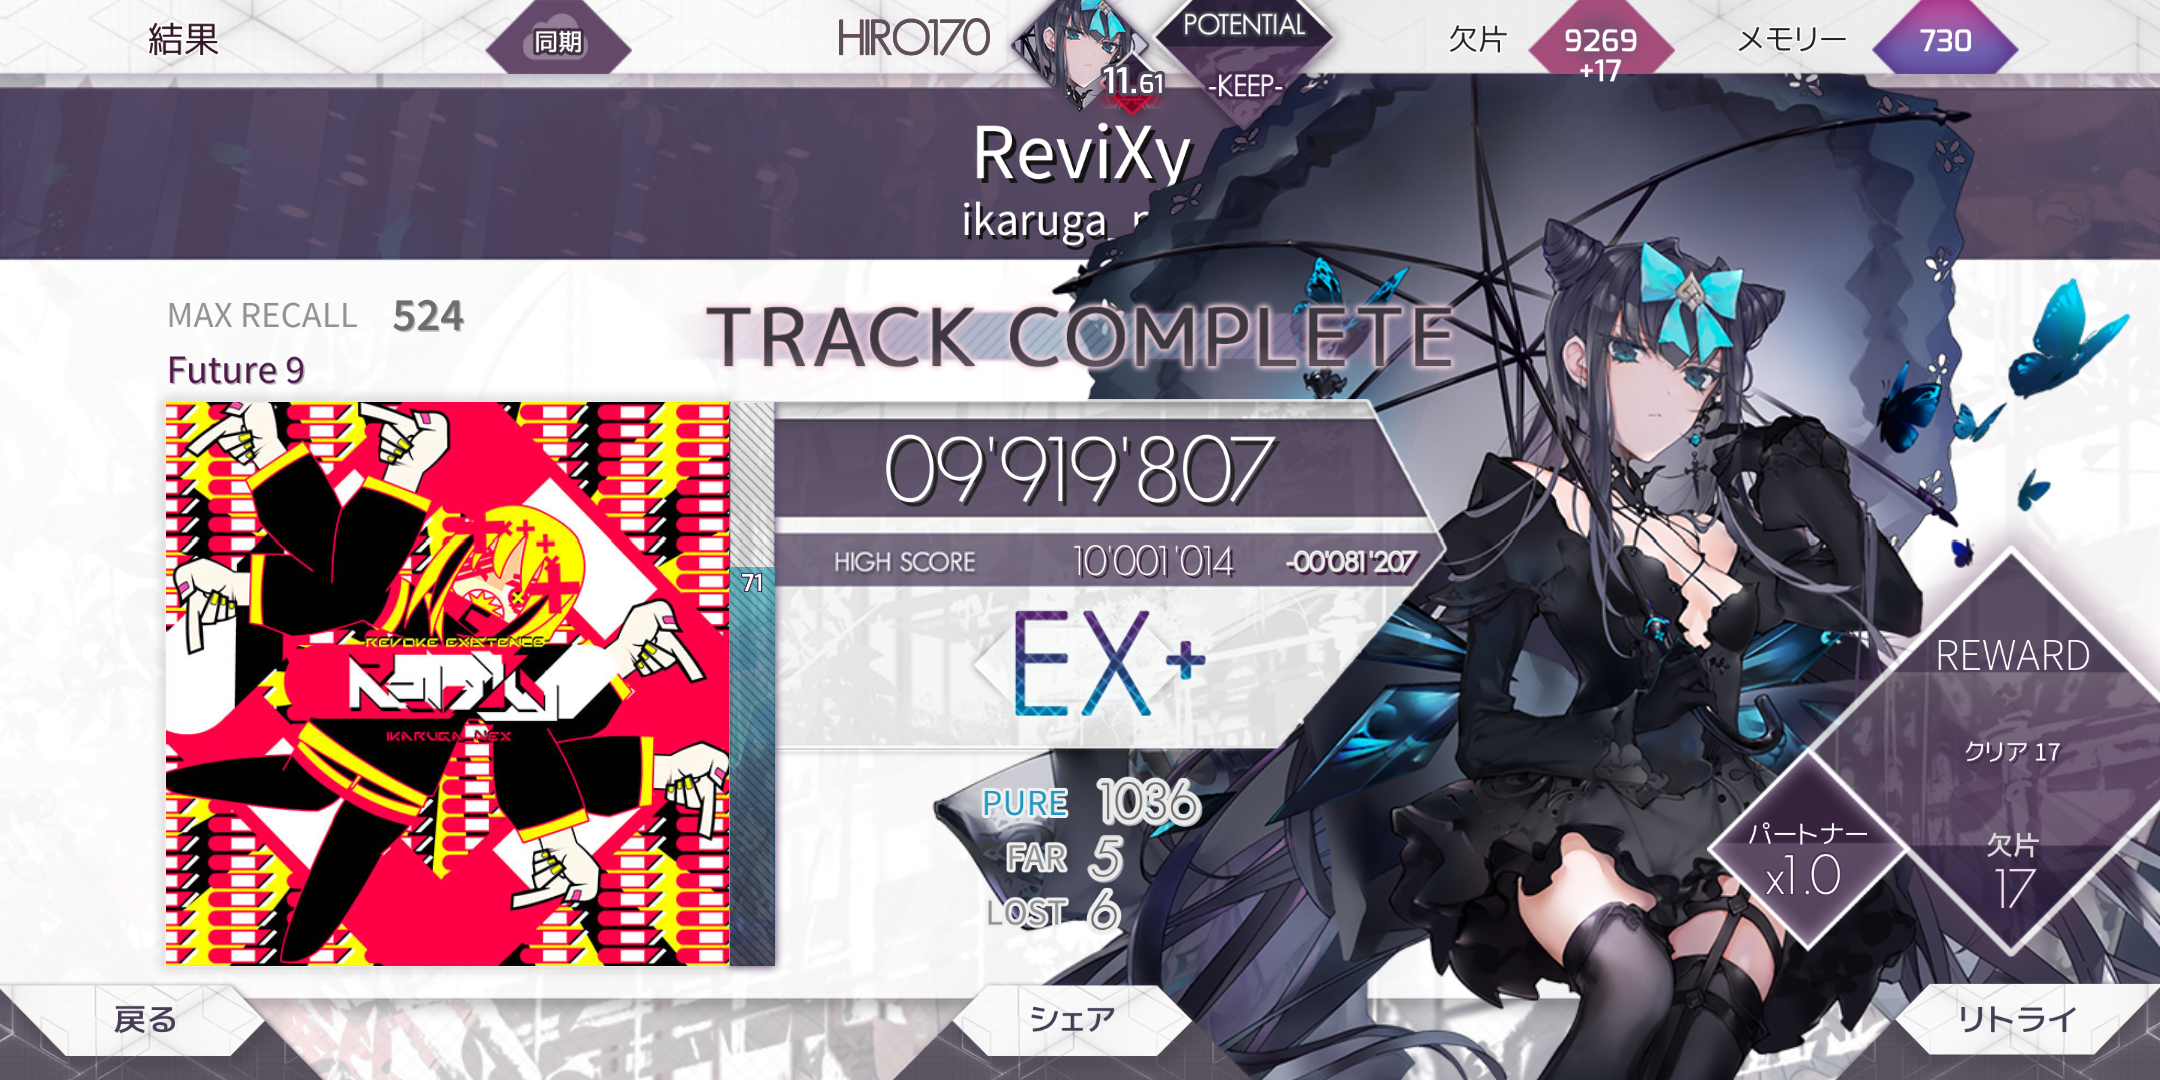 結果
同期
HIRO170
11.61
POTENTIAL
-KEEP-
欠片
9269
+17
メモリー
730
ReviXy
ikaruga_
MAX RECALL 524
Future 9
TRACK COMPLETE
09'919'807
HIGH SCORE 10'001'014 -00'081'207
71
EX+
REVOKE EXISTENCE
ReviXy
IKARUGA_NEX
PURE 1036
FAR 5
LOST 6
REWARD
クリア 17
パートナー
x1.0
欠片
17
戻る
シェア
リトライ